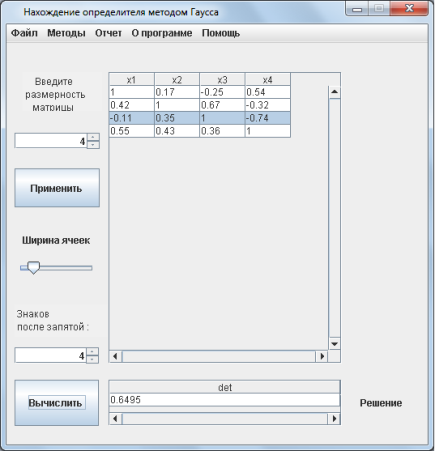 Нахождение определителя методом Гаусса
Файл Методы Отчет О программе Помощь
Введите
размерность
матрицы
4
Применить
Ширина ячеек
Знаков
после запятой :
4
Вычислить
x1 x2 x3 x4
1 0.17 -0.25 0.54
0.42 1 0.67 -0.32
-0.11 0.35 1 -0.74
0.55 0.43 0.36 1
det
0.6495
Решение